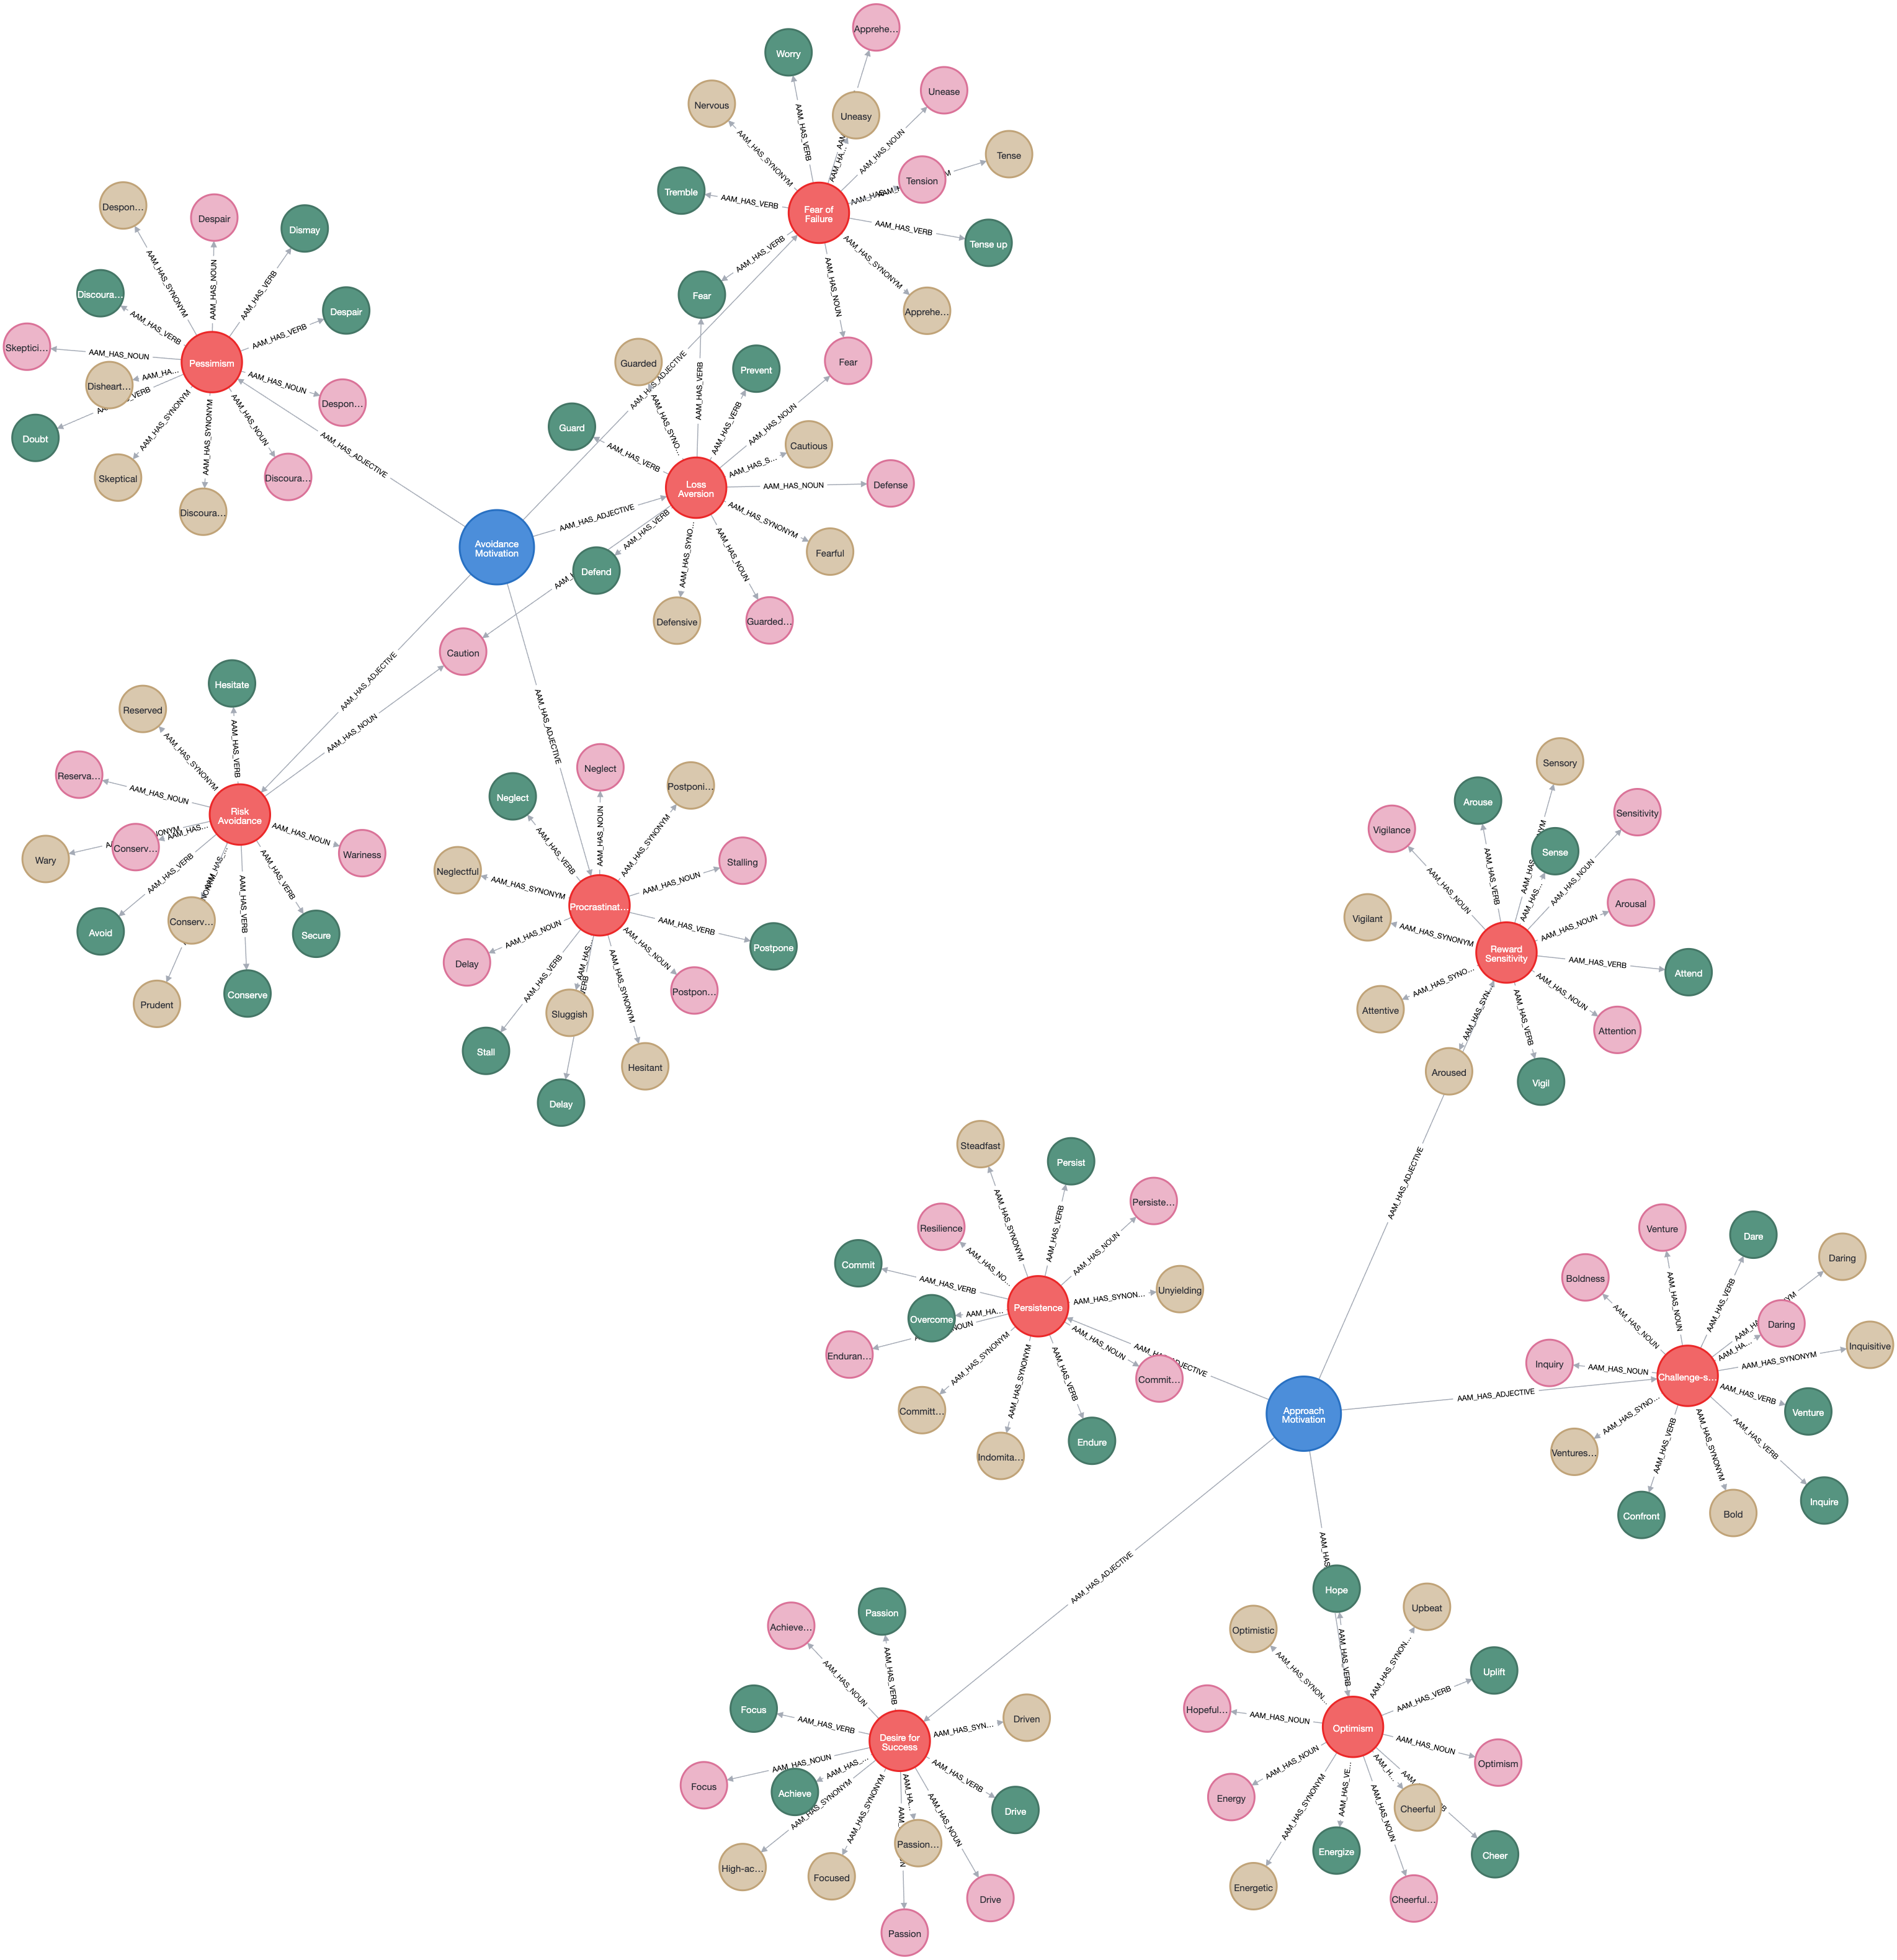 Apprehe...
Worry
Unease
Nervous
Uneasy
Tense
Tension
Tremble
Fear of
Failure
Tense up
Fear
Apprehe...
Fear
AAM_HAS_VERB
AAM_HAS_SYNONYM
AAM_HAS_NOUN
AAM_HAS_VERB
AAM_HAS_VERB
AAM_HAS_VERB
AAM_HAS_SYNONYM
AAM_HAS_NOUN
AAM_HAS_ADJECTIVE
Despon...
Despair
Dismay
Discoura...
Despair
Skeptici...
Pessimism
Disheart...
Despon...
Doubt
Skeptical
Discoura...
Discoura...
AAM_HAS_SYNONYM
AAM_HAS_NOUN
AAM_HAS_VERB
AAM_HAS_VERB
AAM_HAS_VERB
AAM_HAS_NOUN
AAM_HA...
AAM_HAS_NOUN
AAM_HAS_SYNONYM
AAM_HAS_SYNONYM
AAM_HAS_NOUN
AAM_HAS_ADJECTIVE
Guarded
Prevent
Guard
Cautious
Loss
Aversion
Defense
Fearful
Defend
Defensive
Guarded...
AAM_HAS_SYNO...
AAM_HAS_VERB
AAM_HAS_VERB
AAM_HAS_NOUN
AAM_HAS_VERB
AAM_HAS_S...
AAM_HAS_NOUN
AAM_HAS_SYNONYM
AAM_HAS_VERB
AAM_HAS_SYNO...
AAM_HAS_NOUN
AAM_HAS_ADJECTIVE
Avoidance
Motivation
Caution
AAM_HAS_ADJECTIVE
AAM_HAS_NOUN
AAM_HAS_ADJECTIVE
Hesitate
Reserved
Reserva...
Risk
Avoidance
Wary
Conserv...
Wariness
Avoid
Conserv...
Secure
Prudent
Conserve
AAM_HAS_VERB
AAM_HAS_SYNONYM
AAM_HAS_NOUN
AAM_HAS_NOUN
AAM_HAS_VERB
AAM_HAS_VERB
AAM_HAS_VERB
Neglect
Postponi...
Neglect
Stalling
Neglectful
Procrastinat...
Postpone
Delay
Postpon...
Sluggish
Stall
Hesitant
Delay
AAM_HAS_NOUN
AAM_HAS_SYNONYM
AAM_HAS_VERB
AAM_HAS_NOUN
AAM_HAS_SYNONYM
AAM_HAS_VERB
AAM_HAS_NOUN
AAM_HAS_NOUN
AAM_HAS_VERB
AAM_HAS_SYNONYM
Sensory
Arouse
Sensitivity
Vigilance
Sense
Arousal
Vigilant
Reward
Sensitivity
Attend
Attentive
Attention
Aroused
Vigil
AAM_HAS_NOUN
AAM_HAS_VERB
AAM_HAS_NOUN
AAM_HAS_NOUN
AAM_HAS_SYNONYM
AAM_HAS_VERB
AAM_HAS_SYNO...
AAM_HAS_NOUN
AAM_HAS_SYN...
AAM_HAS_VERB
AAM_HAS_ADJECTIVE
Steadfast
Persist
Persiste...
Resilience
Commit
Unyielding
Persistence
Overcome
Enduran...
Commit...
Committ...
Endure
Indomita...
AAM_HAS_SYNONYM
AAM_HAS_VERB
AAM_HAS_NOUN
AAM_HAS_NO...
AAM_HAS_VERB
AAM_HAS_SYNON...
AAM_HA...
AAM_HAS_SYNONYM
AAM_HAS_SYNONYM
AAM_HAS_VERB
AAM_HAS_NOUN
Approach
Motivation
AAM_HAS_ADJECTIVE
Venture
Dare
Daring
Boldness
Daring
Inquisitive
Inquiry
Challenge-s...
Venture
Ventures...
Inquire
Confront
Bold
AAM_HAS_NOUN
AAM_HAS_VERB
AAM_HAS_NOUN
AAM_HAS_NOUN
AAM_HAS_SYNONYM
AAM_HAS_VERB
AAM_HAS_SYNO...
AAM_HAS_VERB
AAM_HAS_VERB
AAM_HAS_SYNONYM
AAM_HAS_ADJECTIVE
Passion
Achieve...
Focus
Driven
Desire for
Success
Focus
Achieve
Drive
Passion...
High-ac...
Focused
Drive
Passion
AAM_HAS_NOUN
AAM_HAS_VERB
AAM_HAS_VERB
AAM_HAS_SYN...
AAM_HAS_NOUN
AAM_HAS_...
AAM_HAS_VERB
AAM_HAS_SYNONYM
AAM_HAS_SYNONYM
AAM_HA...
AAM_HAS_NOUN
Hope
Upbeat
Optimistic
Uplift
Hopeful...
Optimism
Optimism
Energy
Cheerful
Energize
Cheer
Energetic
Cheerful...
AAM_HAS_VERB
AAM_HAS_SYNON...
AAM_HAS_SYNON...
AAM_HAS_VERB
AAM_HAS_NOUN
AAM_HAS_NOUN
AAM_HAS_NOUN
AAM_HAS_SYNONYM
AAM_HAS_VE...
AAM_HAS_NOUN
AAM_H...